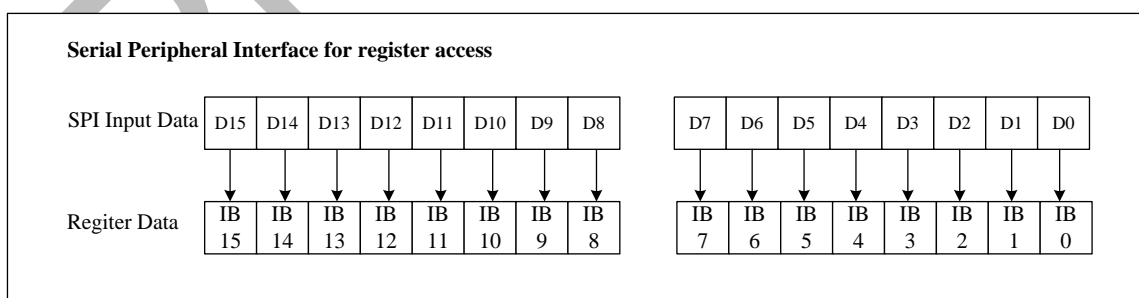 Serial Peripheral Interface for register access
SPI Input Data D15 D14 D13 D12 D11 D10 D9 D8 D7 D6 D5 D4 D3 D2 D1 D0
Regiter Data IB 15 IB 14 IB 13 IB 12 IB 11 IB 10 IB 9 IB 8 IB 7 IB 6 IB 5 IB 4 IB 3 IB 2 IB 1 IB 0